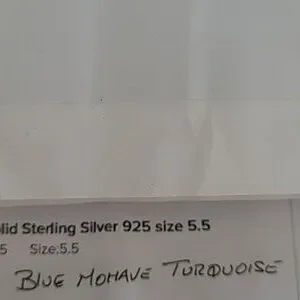 lid Sterling Silver 925 size 5.5
5 Size:5.5
BLUE MOHAVE TURQUOISE